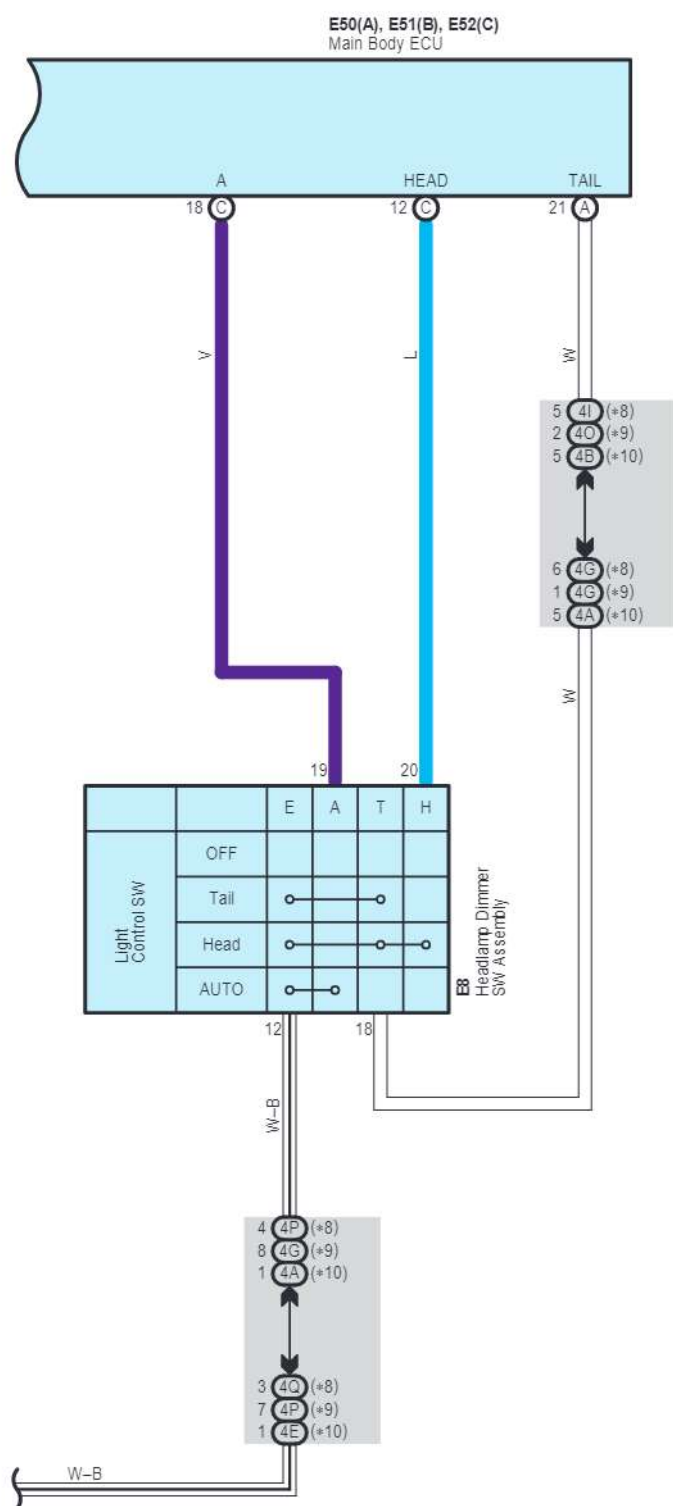 E50(A), E51(B), E52(C)
Main Body ECU
A HEAD TAIL
18 C 12 C 21 A
V L W
5 4I (*8)
2 4O (*9)
5 4B (*10)
6 4G (*8)
1 4G (*9)
5 4A (*10)
W
19 20
E A T H
OFF
Tail
Head
AUTO
Light
Control SW
E8
Headlamp Dimmer
SW Assembly
12 18
W-B
4 4P (*8)
8 4G (*9)
1 4A (*10)
3 4Q (*8)
7 4P (*9)
1 4E (*10)
W-B